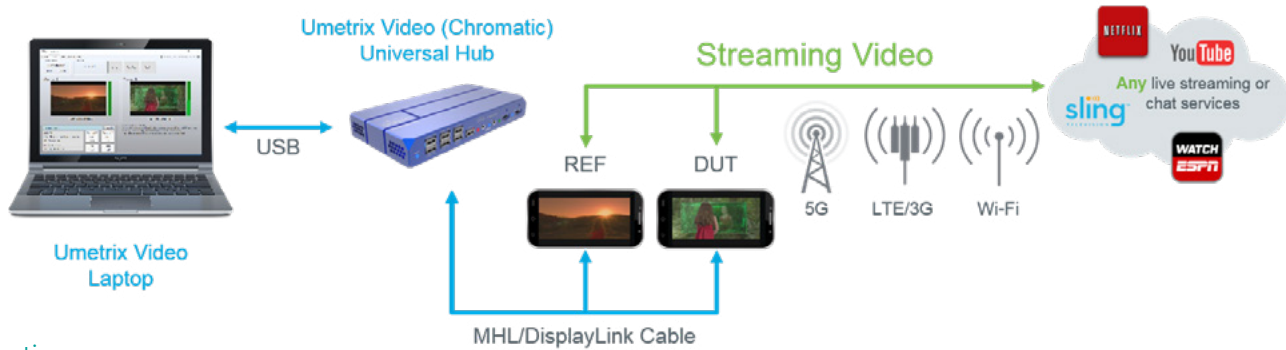 Umetrix Video (Chromatic)
Universal Hub
Streaming Video
NETFLIX
YouTube
Any live streaming or
chat services
sling
TELEVISION
WATCH
ESPN
USB
REF
DUT
5G
LTE/3G
Wi-Fi
Umetrix Video
Laptop
MHL/DisplayLink Cable